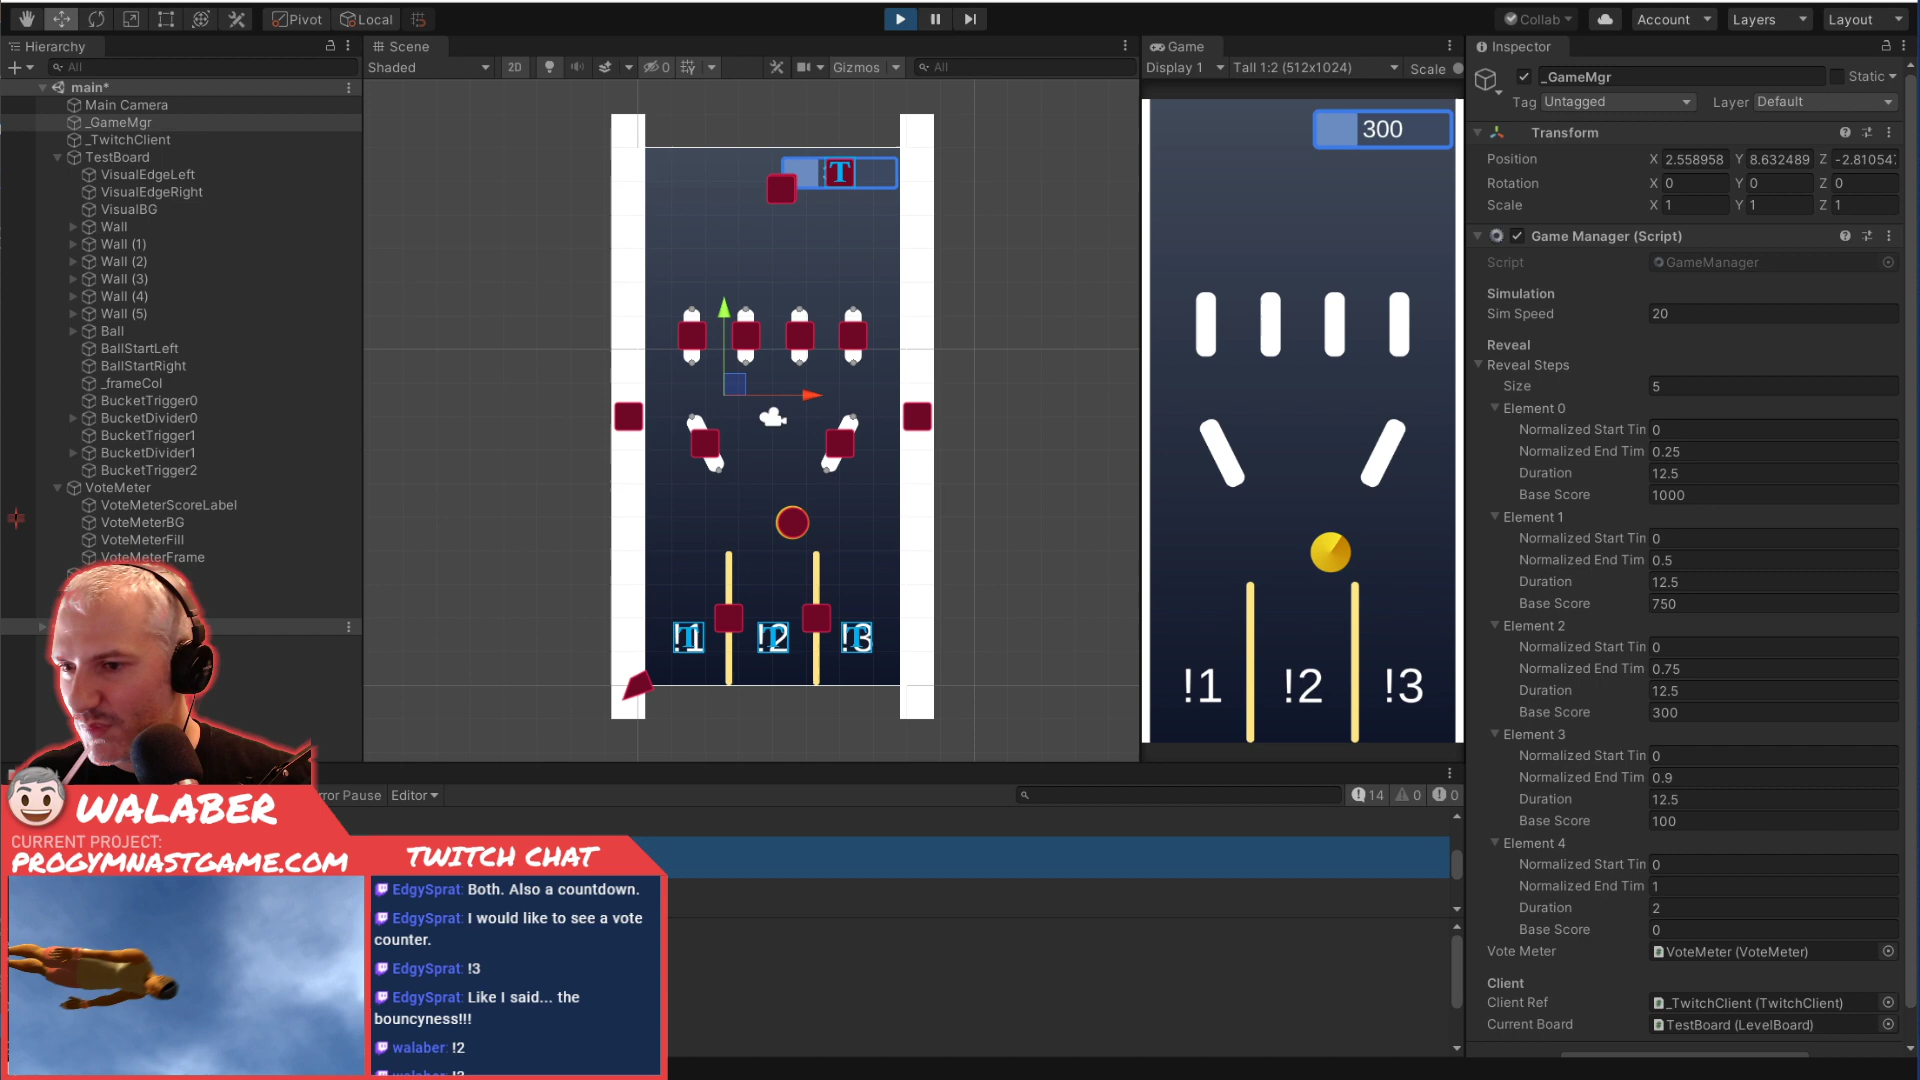 Pivot
Local
Collab
Account
Layers
Layout
Hierarchy
Scene
Game
Inspector
All
Shaded
2D
0
Gizmos
All
Display 1
Tall 1:2 (512x1024)
Scale
main*
Main Camera
_GameMgr
_TwitchClient
TestBoard
VisualEdgeLeft
VisualEdgeRight
VisualBG
Wall
Wall (1)
Wall (2)
Wall (3)
Wall (4)
Wall (5)
Ball
BallStartLeft
BallStartRight
_frameCol
BucketTrigger0
BucketDivider0
BucketTrigger1
BucketDivider1
BucketTrigger2
VoteMeter
VoteMeterScoreLabel
VoteMeterBG
VoteMeterFill
VoteMeterFrame
T
!1
!2
!3
300
!1
!2
!3
_GameMgr
Static
Tag Untagged
Layer Default
Transform
Position X 2.558958 Y 8.632489 Z -2.81054
Rotation X 0 Y 0 Z 0
Scale X 1 Y 1 Z 1
Game Manager (Script)
Script GameManager
Simulation
Sim Speed 20
Reveal
Reveal Steps
Size 5
Element 0
Normalized Start Tin 0
Normalized End Tim 0.25
Duration 12.5
Base Score 1000
Element 1
Normalized Start Tin 0
Normalized End Tim 0.5
Duration 12.5
Base Score 750
Element 2
Normalized Start Tin 0
Normalized End Tim 0.75
Duration 12.5
Base Score 300
Element 3
Normalized Start Tin 0
Normalized End Tim 0.9
Duration 12.5
Base Score 100
Element 4
Normalized Start Tin 0
Normalized End Tim 1
Duration 2
Base Score 0
Vote Meter VoteMeter (VoteMeter)
Client
Client Ref _TwitchClient (TwitchClient)
Current Board TestBoard (LevelBoard)
ror Pause
Editor
14
0
0
WALABER
CURRENT PROJECT:
PROGYMNASTGAME.COM
TWITCH CHAT
EdgySprat: Both. Also a countdown.
EdgySprat: I would like to see a vote
counter.
EdgySprat: !3
EdgySprat: Like I said... the
bouncyness!!!
walaber: !2